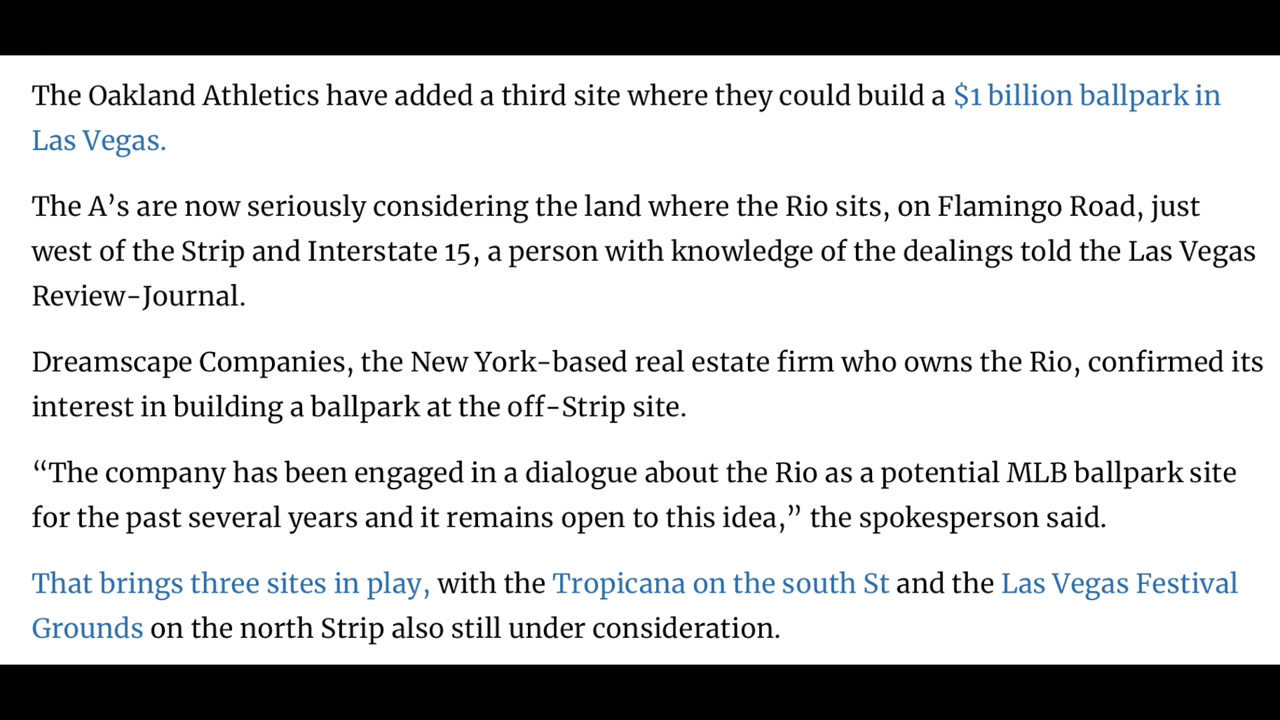 The Oakland Athletics have added a third site where they could build a $1 billion ballpark in
Las Vegas.
The A’s are now seriously considering the land where the Rio sits, on Flamingo Road, just
west of the Strip and Interstate 15, a person with knowledge of the dealings told the Las Vegas
Review-Journal.
Dreamscape Companies, the New York-based real estate firm who owns the Rio, confirmed its
interest in building a ballpark at the off-Strip site.
“The company has been engaged in a dialogue about the Rio as a potential MLB ballpark site
for the past several years and it remains open to this idea,” the spokesperson said.
That brings three sites in play, with the Tropicana on the south St and the Las Vegas Festival
Grounds on the north Strip also still under consideration.